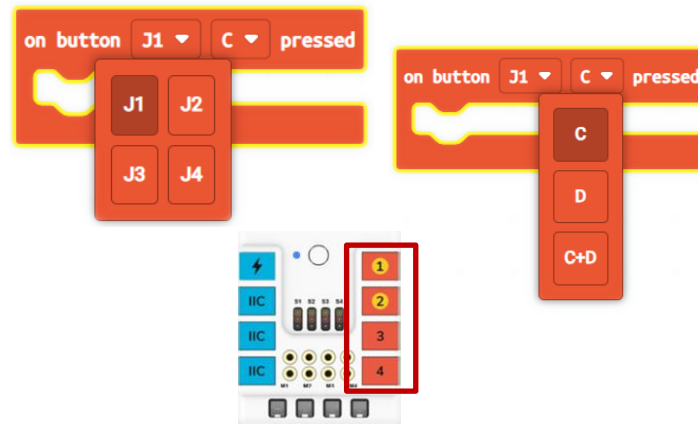 on button J1 C pressed
J1 J2
J3 J4
on button J1 C pressed
C
D
C+D
1
IIC S1 S2 S3 S4 2
IIC 3
IIC 4
M1 M2 M3 M4